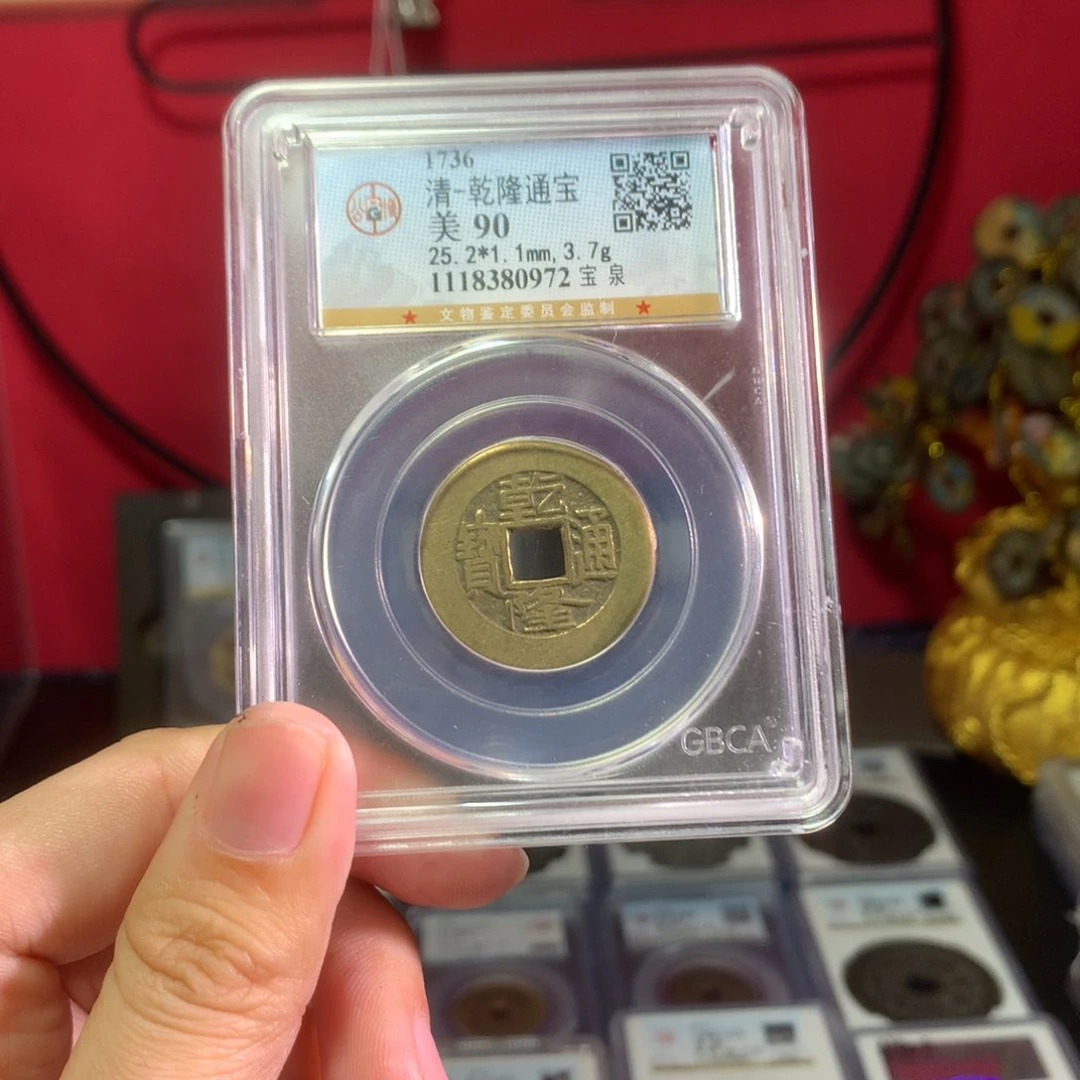 1736
清-乾隆通宝
美 90
25.2*1.1mm,3.7g
1118380972 宝 泉
★ 文物鉴定委员会监制 ★
乾
寶 通
隆
GBCA